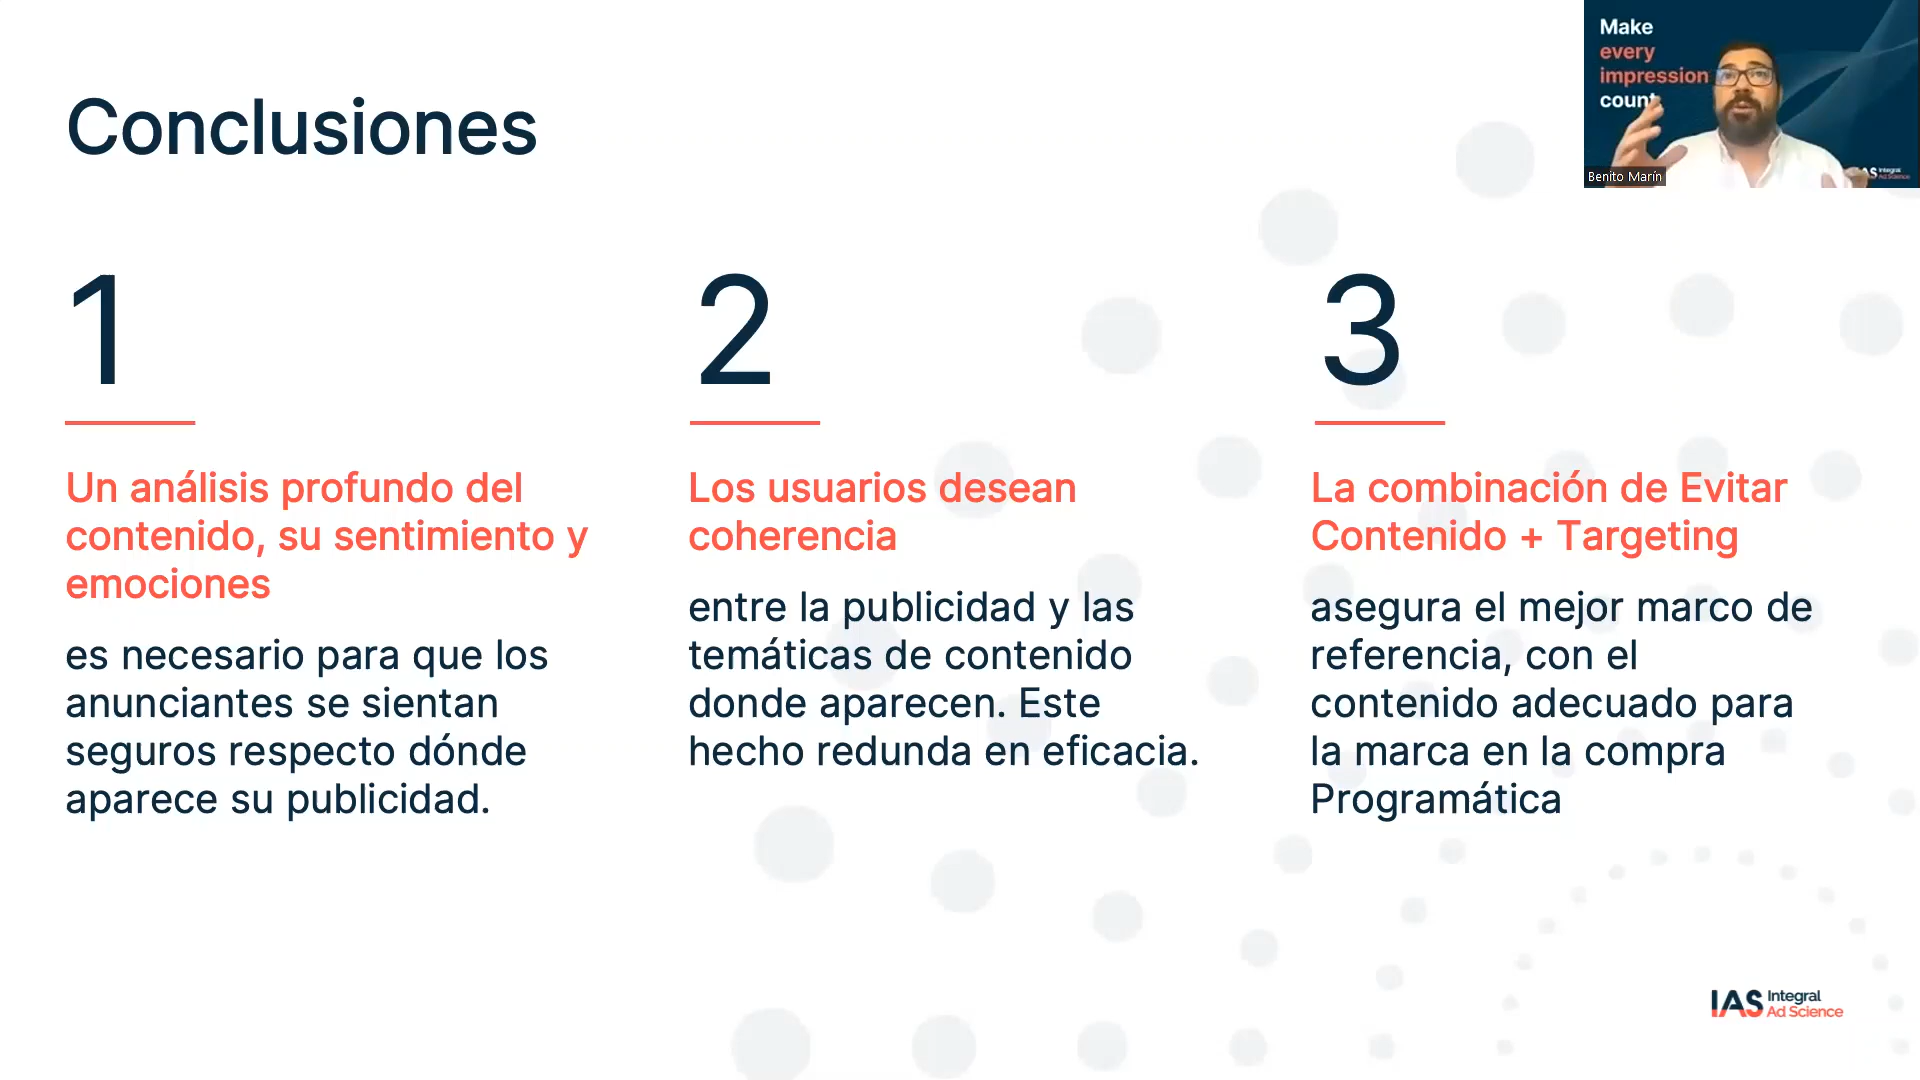 Conclusiones
1
Un análisis profundo del
contenido, su sentimiento y
emociones
es necesario para que los
anunciantes se sientan
seguros respecto dónde
aparece su publicidad.
2
Los usuarios desean
coherencia
entre la publicidad y las
temáticas de contenido
donde aparecen. Este
hecho redunda en eficacia.
3
La combinación de Evitar
Contenido + Targeting
asegura el mejor marco de
referencia, con el
contenido adecuado para
la marca en la compra
Programática
Make
every
impression
count
Benito Marín
IAS Integral
Ad Science